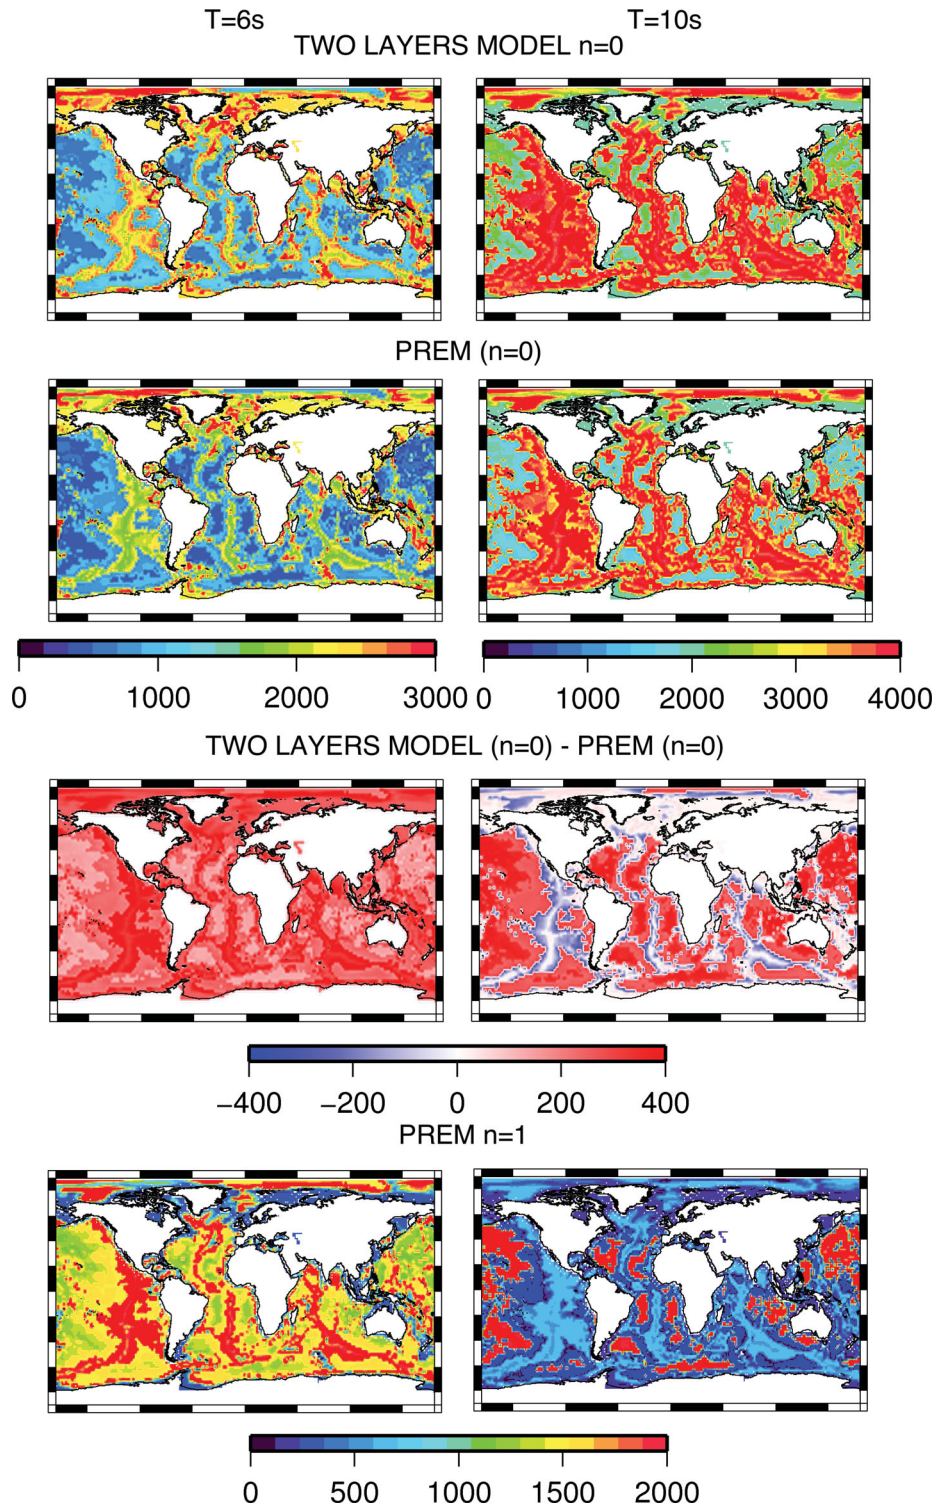 T=6s T=10s
TWO LAYERS MODEL n=0
PREM (n=0)
0 1000 2000 3000 0 1000 2000 3000 4000
TWO LAYERS MODEL (n=0) - PREM (n=0)
−400 −200 0 200 400
PREM n=1
0 500 1000 1500 2000